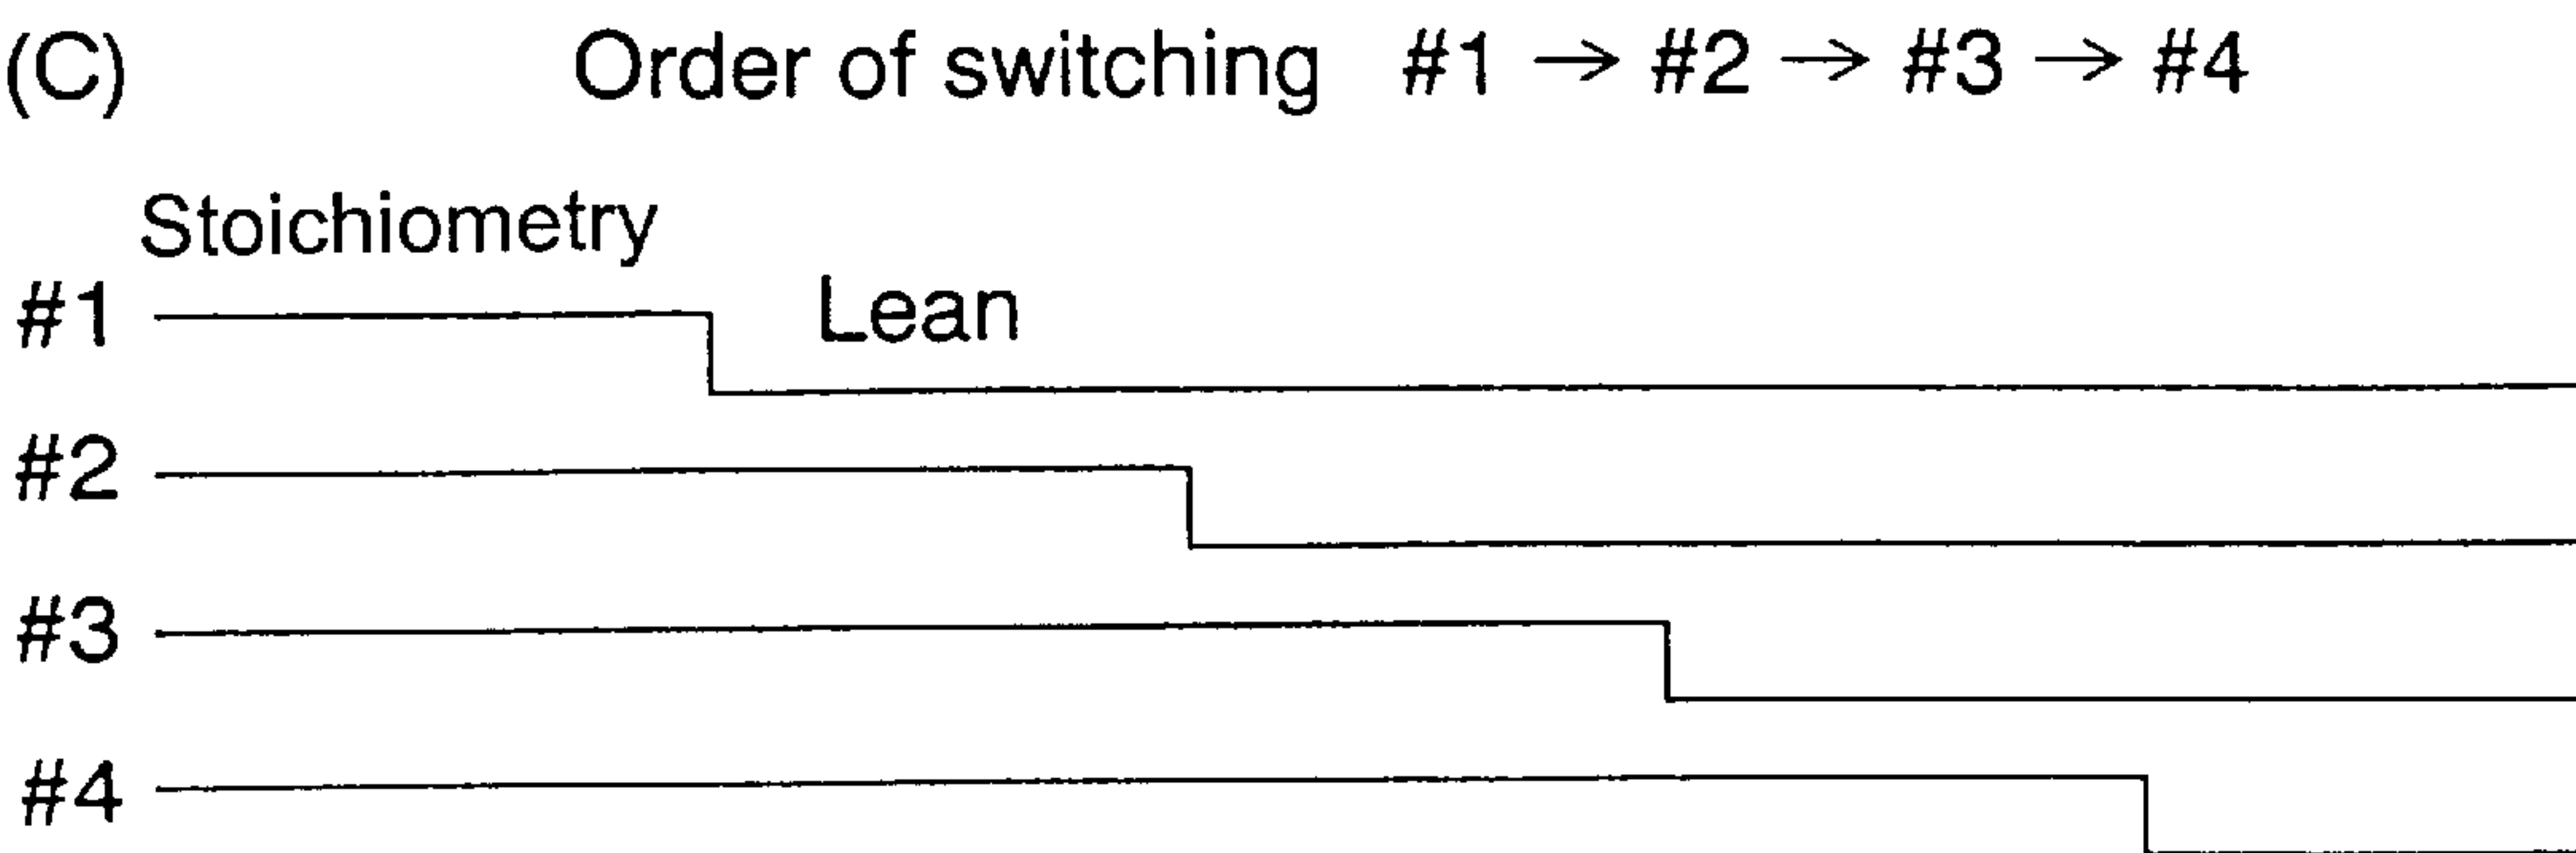 (C) Order of switching #1 → #2 → #3 → #4
Stoichiometry
#1 Lean
#2
#3
#4